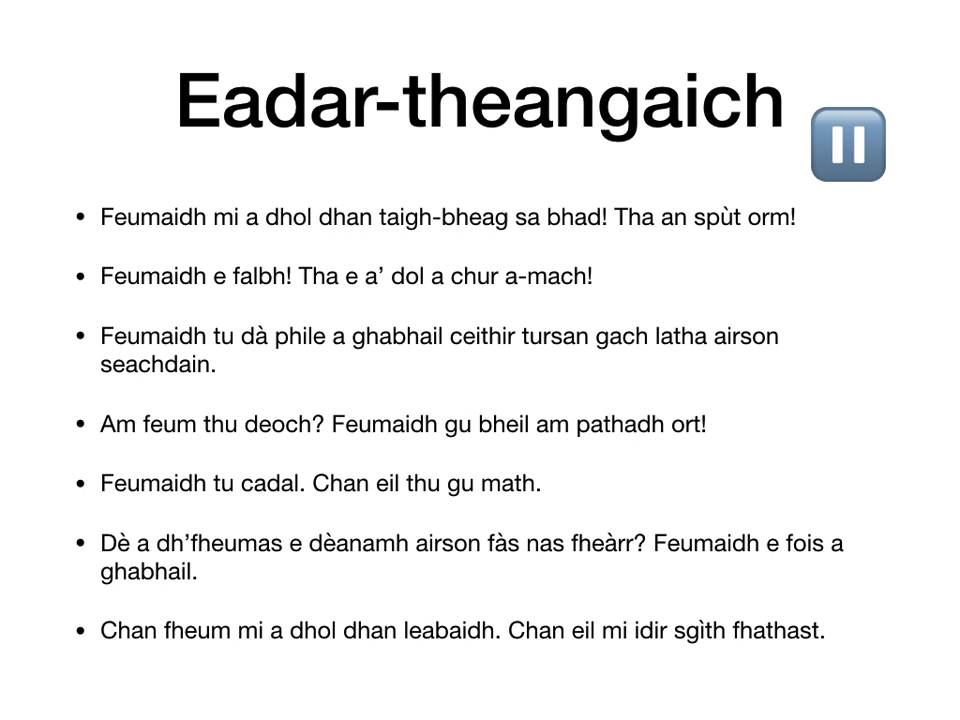 Eadar-theangaich
• Feumaidh mi a dhol dhan taigh-bheag sa bhad! Tha an spùt orm!
• Feumaidh e falbh! Tha e a’ dol a chur a-mach!
• Feumaidh tu dà phile a ghabhail ceithir tursan gach latha airson
seachdain.
• Am feum thu deoch? Feumaidh gu bheil am pathadh ort!
• Feumaidh tu cadal. Chan eil thu gu math.
• Dè a dh’fheumas e dèanamh airson fàs nas fheàrr? Feumaidh e fois a
ghabhail.
• Chan fheum mi a dhol dhan leabaidh. Chan eil mi idir sgìth fhathast.